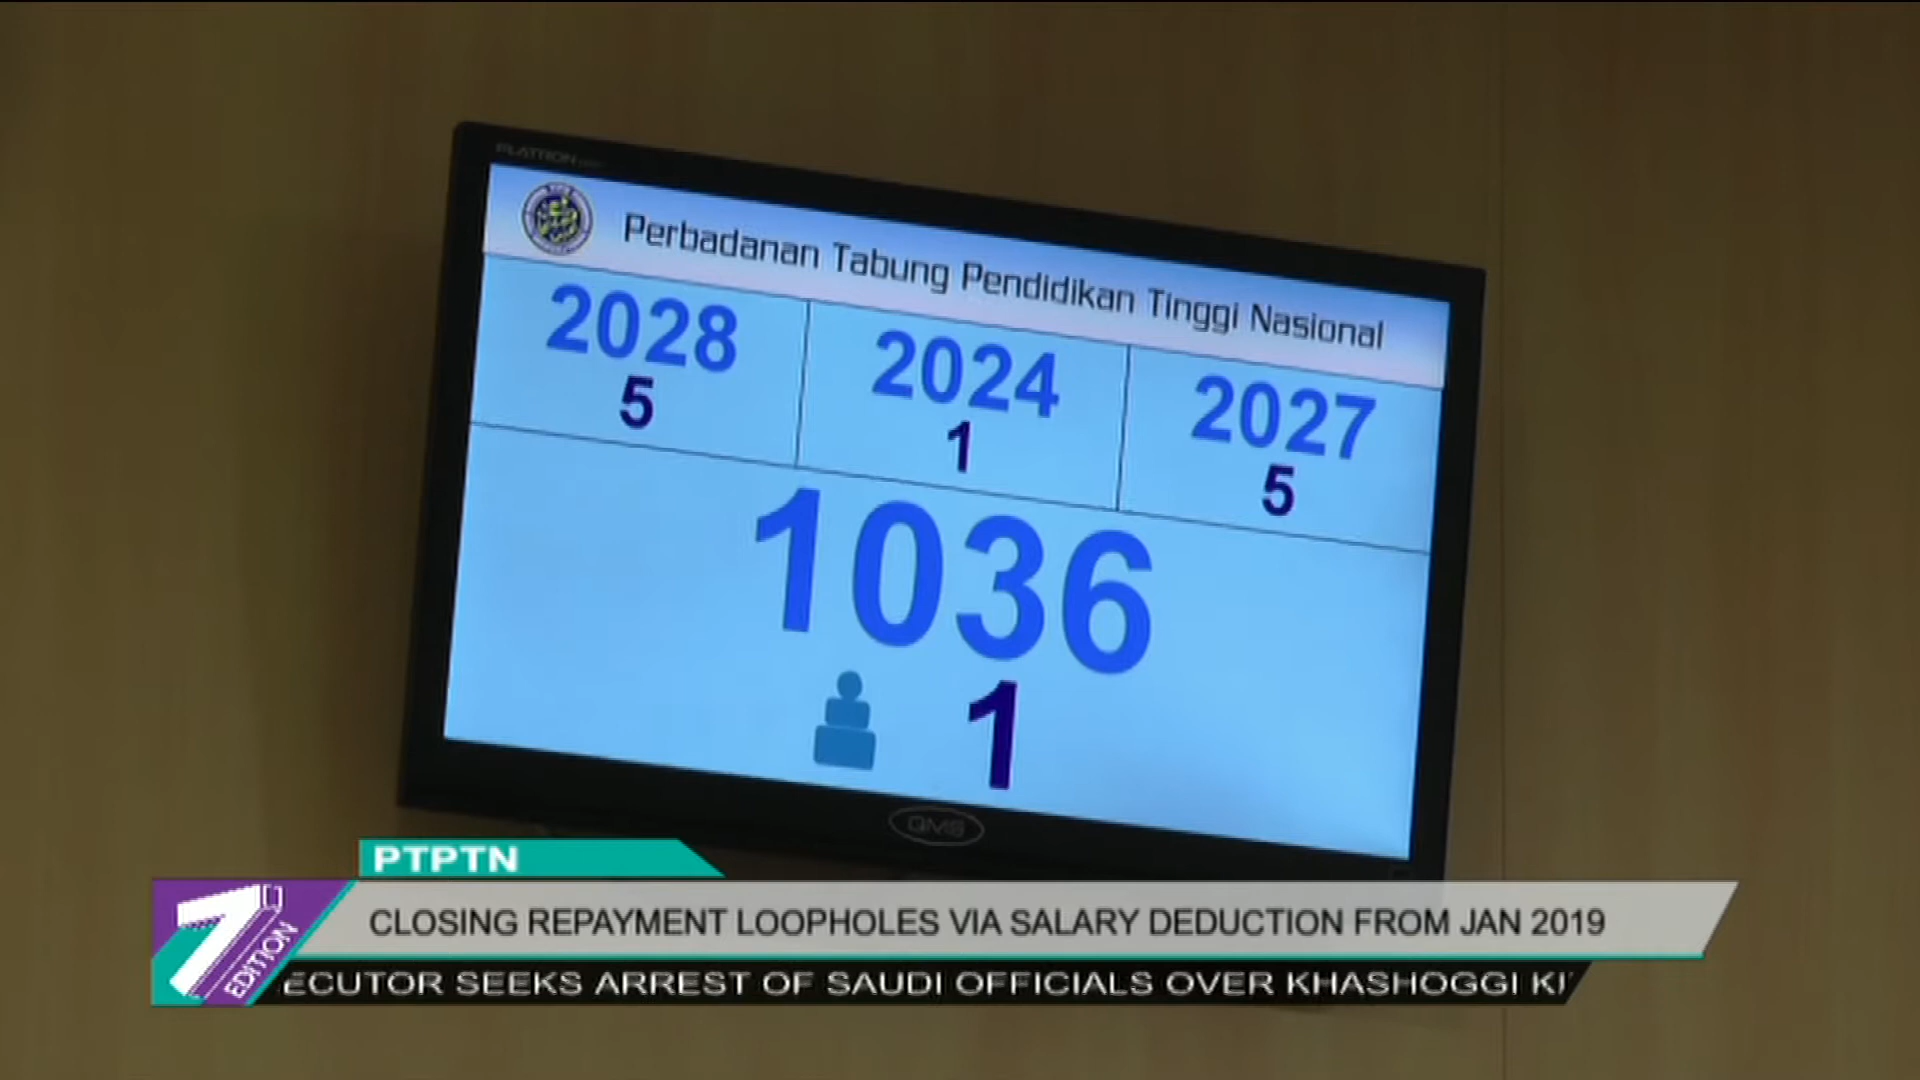 Perbadanan Tabung Pendidikan Tinggi Nasional
2028
5
2024
1
2027
5
1036
1
QMS
PTPTN
7 EDITION
CLOSING REPAYMENT LOOPHOLES VIA SALARY DEDUCTION FROM JAN 2019
ECUTOR SEEKS ARREST OF SAUDI OFFICIALS OVER KHASHOGGI KI